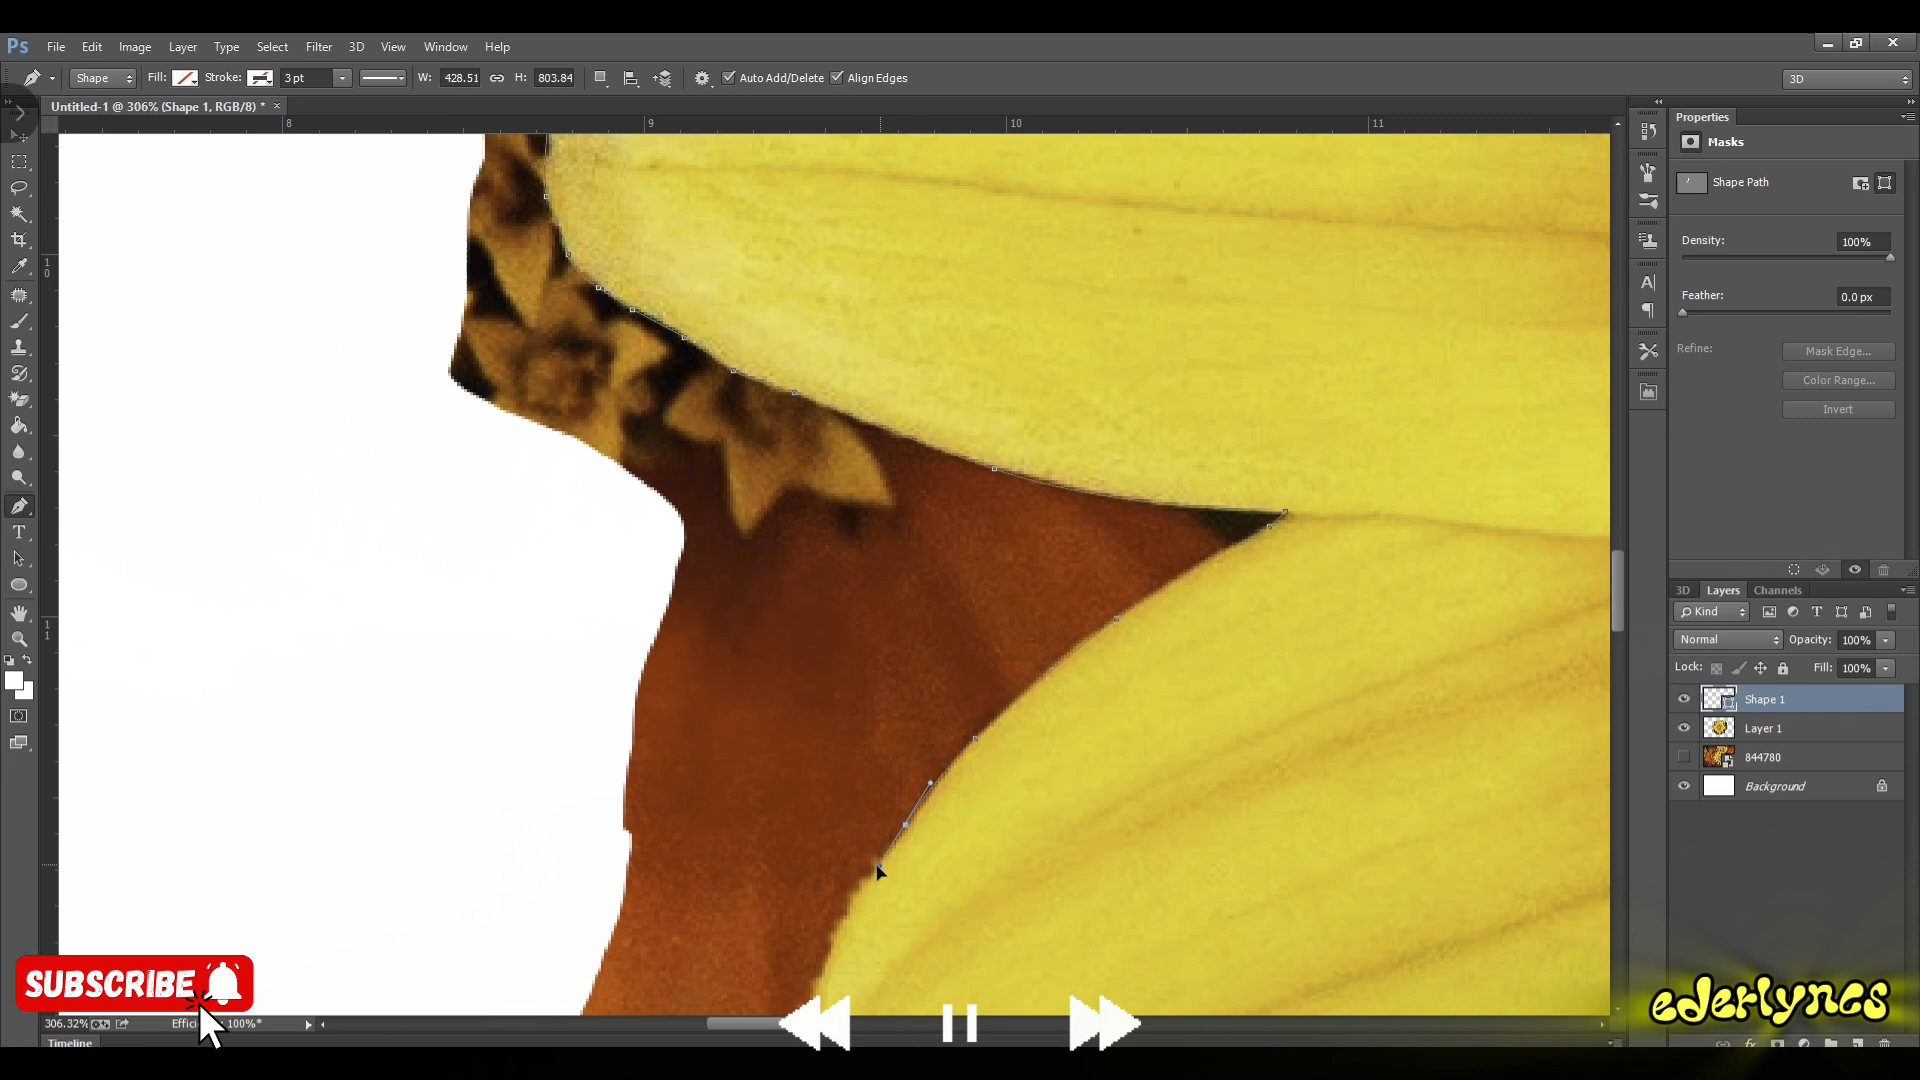 Ps File Edit Image Layer Type Select Filter 3D View Window Help
Shape Fill: Stroke: 3 pt W: 428.51 H: 803.84 Auto Add/Delete Align Edges 3D
Untitled-1 @ 306% (Shape 1, RGB/8) * ×
8 9 10 11
10
11
Properties
Masks
Shape Path
Density: 100%
Feather: 0.0 px
Refine: Mask Edge...
Color Range...
Invert
3D Layers Channels
Kind
Normal Opacity: 100%
Lock: Fill: 100%
Shape 1
Layer 1
844780
Background
SUBSCRIBE
ederlyncs
306.32% 100%*
Timeline